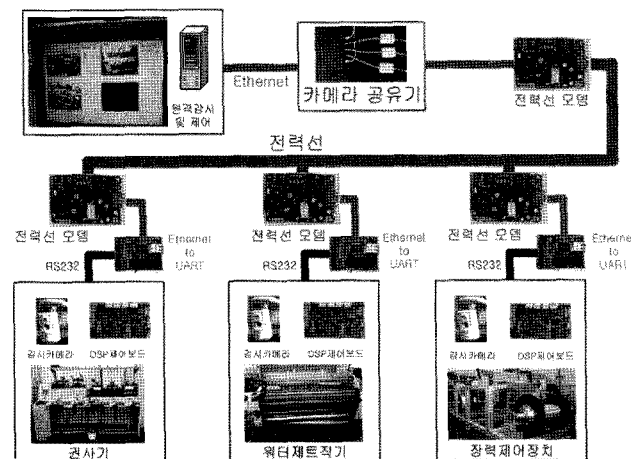 Ethernet
원격감시
및 제어
카메라 공유기
전력선 모뎀
전력선
전력선 모뎀
Ethernet
to
UART
RS232
전력선 모뎀
Ethernet
to
UART
RS232
전력선 모뎀
Ethernet
to
UART
RS232
감시카메라
DSP제어보드
권사기
감시카메라
DSP제어보드
워터제트직기
감시카메라
DSP제어보드
장력제어장치